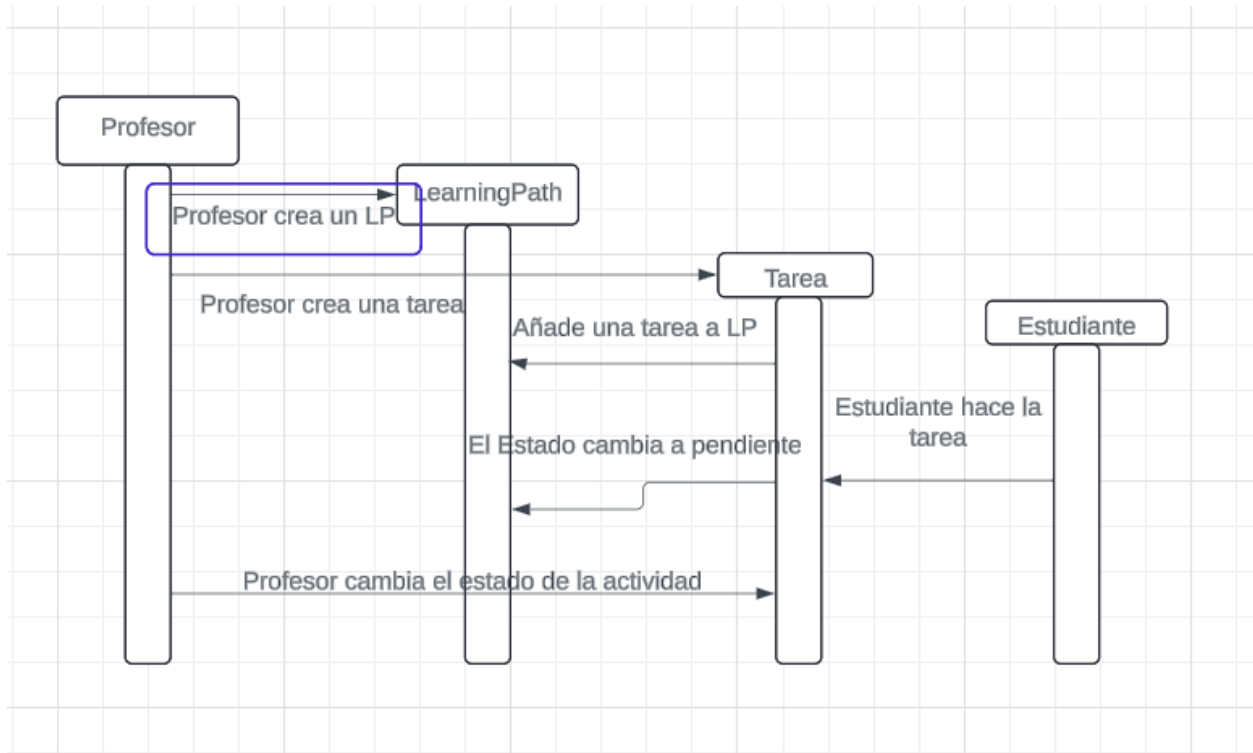 Profesor
LearningPath
Profesor crea un LP
Tarea
Profesor crea una tarea
Añade una tarea a LP
Estudiante
Estudiante hace la
tarea
El Estado cambia a pendiente
Profesor cambia el estado de la actividad